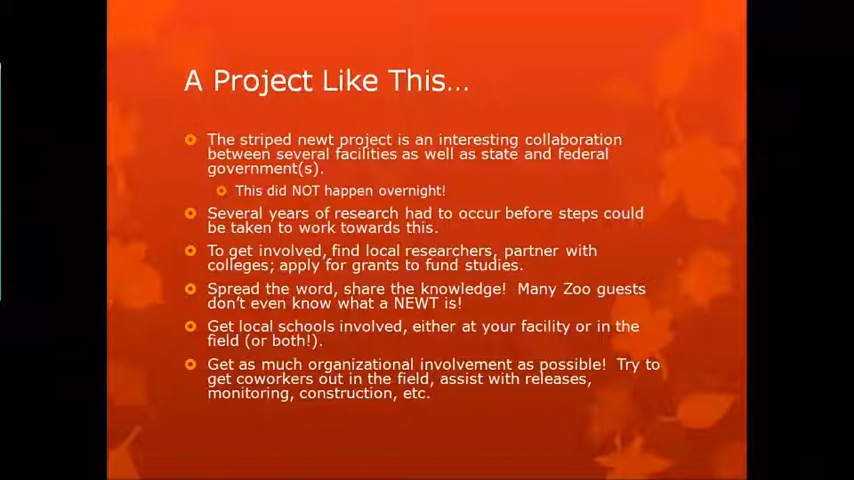 A Project Like This...
The striped newt project is an interesting collaboration
between several facilities as well as state and federal
government(s).
This did NOT happen overnight!
Several years of research had to occur before steps could
be taken to work towards this.
To get involved, find local researchers, partner with
colleges; apply for grants to fund studies.
Spread the word, share the knowledge!  Many Zoo guests
don't even know what a NEWT is!
Get local schools involved, either at your facility or in the
field (or both!).
Get as much organizational involvement as possible!  Try to
get coworkers out in the field, assist with releases,
monitoring, construction, etc.